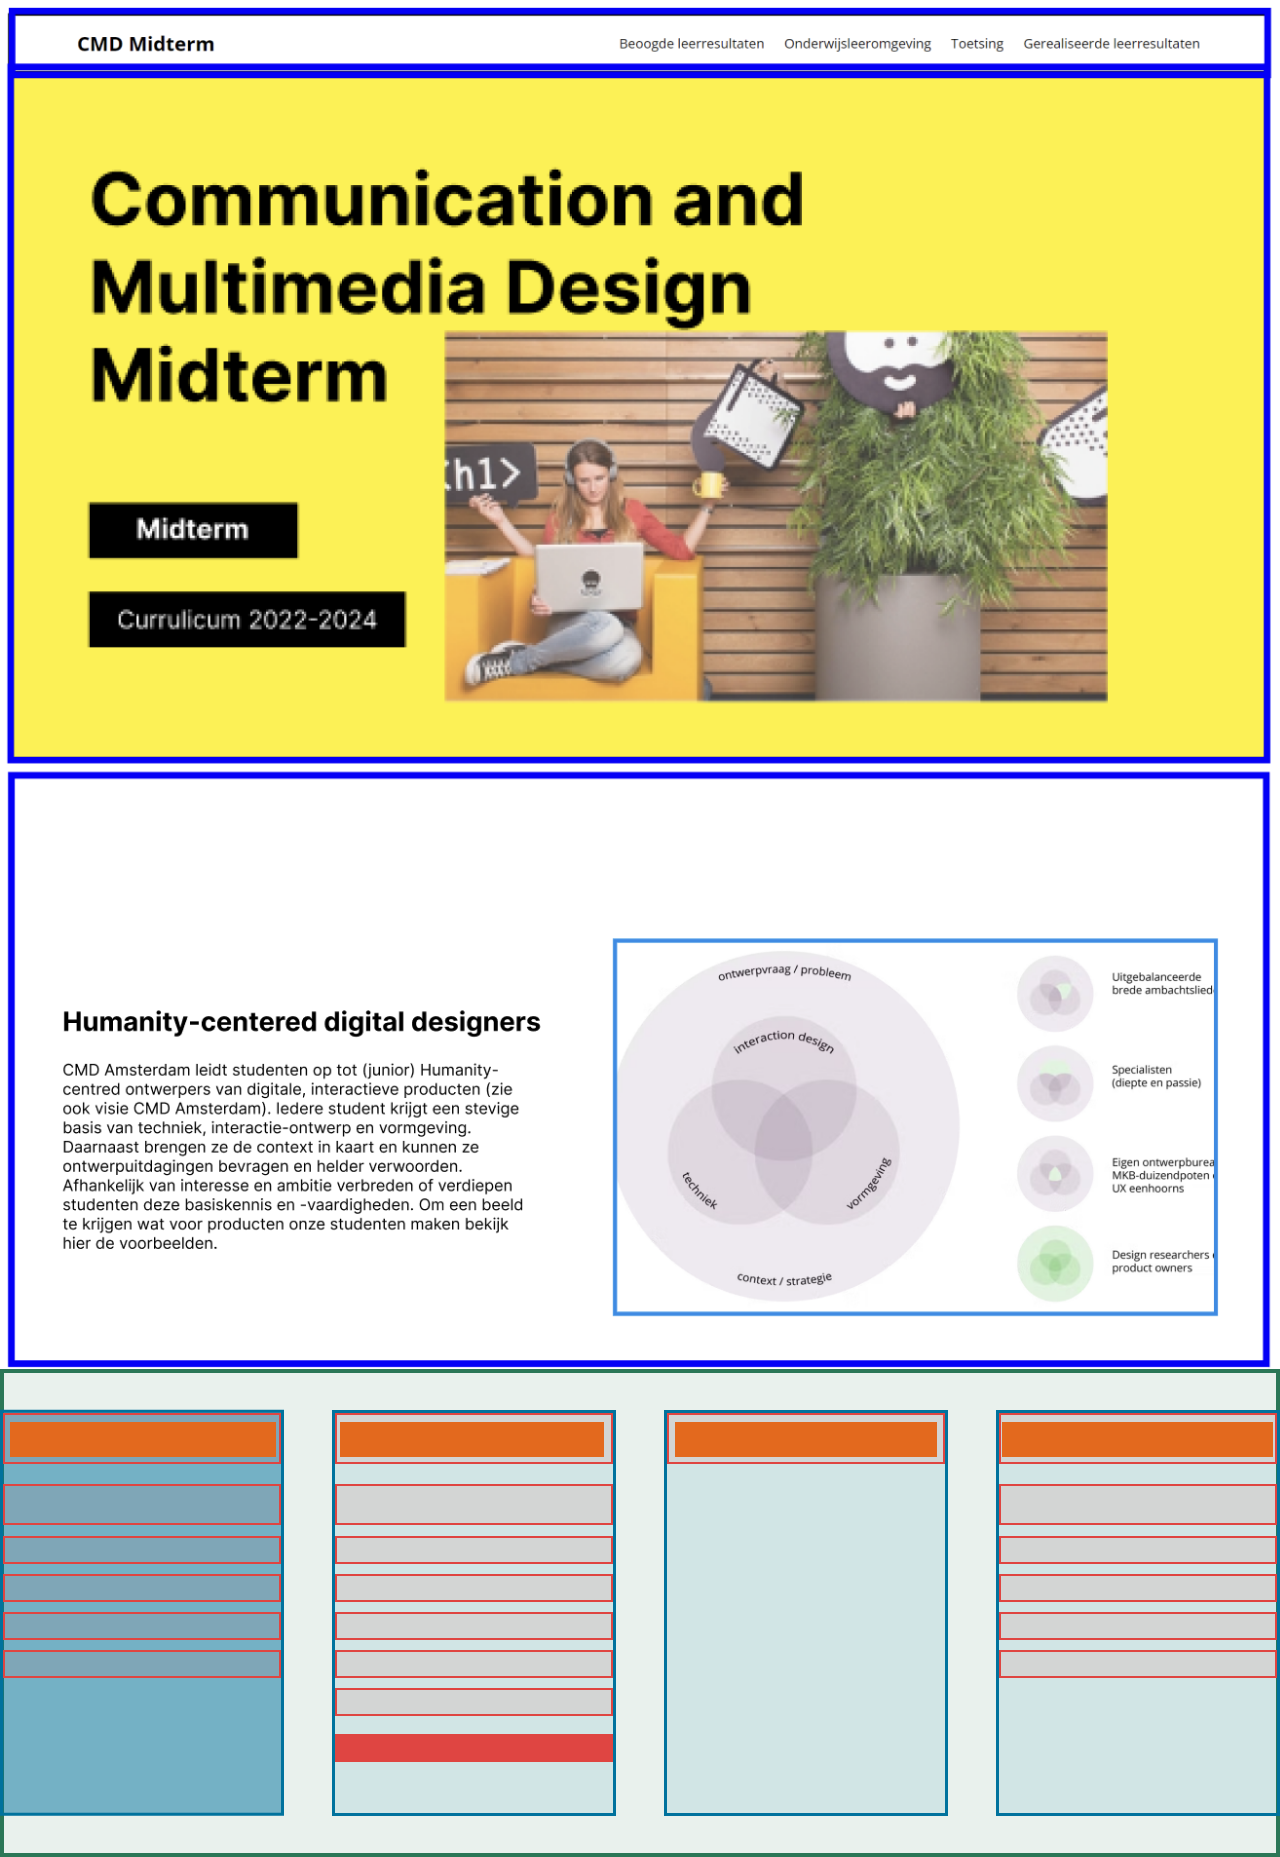 CMD Midterm
Beoogde leerresultaten Onderwijsleeromgeving Toetsing Gerealiseerde leerresultaten
Communication and
Multimedia Design
Midterm
Midterm
Currulicum 2022-2024
h1>
Humanity-centered digital designers
CMD Amsterdam leidt studenten op tot (junior) Humanity-
centred ontwerpers van digitale, interactieve producten (zie
ook visie CMD Amsterdam). Iedere student krijgt een stevige
basis van techniek, interactie-ontwerp en vormgeving.
Daarnaast brengen ze de context in kaart en kunnen ze
ontwerpuitdagingen bevragen en helder verwoorden.
Afhankelijk van interesse en ambitie verbreden of verdiepen
studenten deze basiskennis en -vaardigheden. Om een beeld
te krijgen wat voor producten onze studenten maken bekijk
hier de voorbeelden.
ontwerpvraag / probleem
interaction design
techniek
vormgeving
context / strategie
Uitgebalanceerde
brede
Specialisten
(diepte en passie)
Eigen
MKB-duizendpoten
UX eenhoorns
Design researchers
product owners